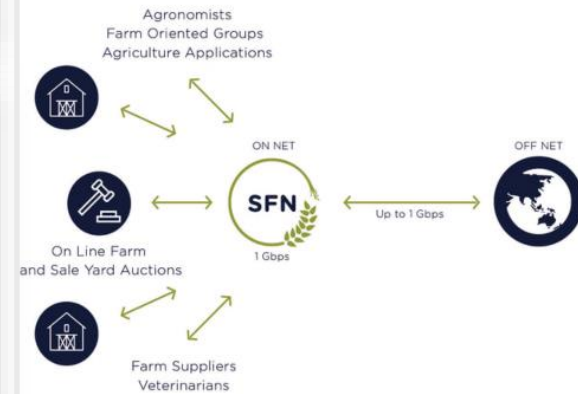 Agronomists
Farm Oriented Groups
Agriculture Applications
ON NET
OFF NET
SFN
Up to 1 Gbps
1 Gbps
On Line Farm
and Sale Yard Auctions
Farm Suppliers
Veterinarians